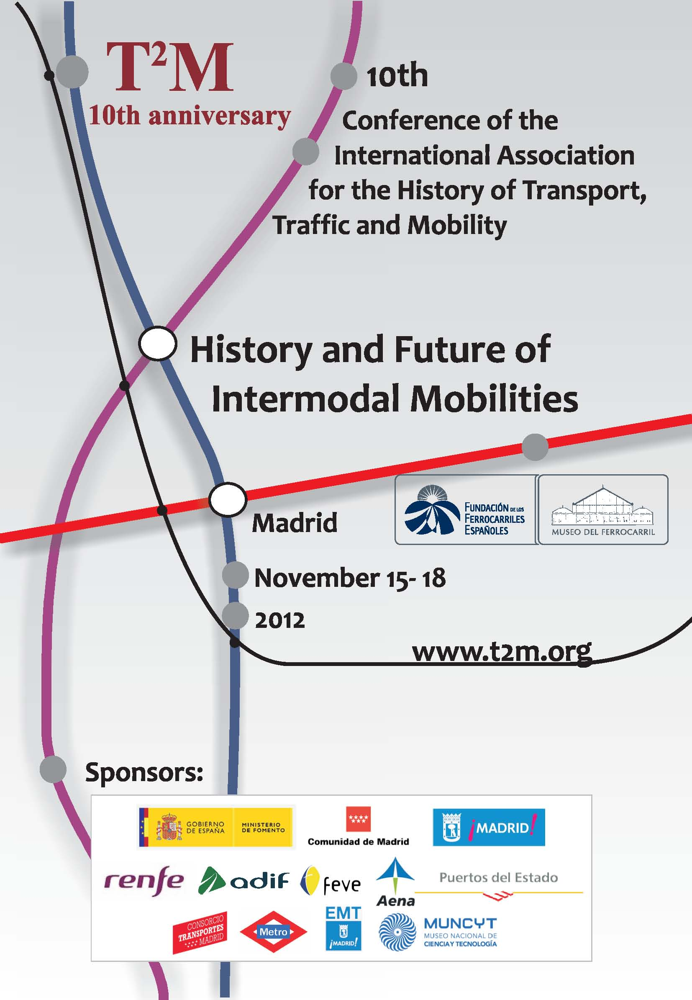 T²M
10th anniversary
10th
Conference of the
International Association
for the History of Transport,
Traffic and Mobility
History and Future of
Intermodal Mobilities
Madrid
FUNDACIÓN DE LOS
FERROCARRILES
ESPAÑOLES
MUSEO DEL FERROCARRIL
November 15- 18
2012
www.t2m.org
Sponsors:
GOBIERNO
DE ESPAÑA
MINISTERIO
DE FOMENTO
Comunidad de Madrid
¡MADRID!
renfe
adif
feve
Aena
Puertos del Estado
CONSORCIO
TRANSPORTES
MADRID
Metro
EMT
¡MADRID!
MUNCYT
MUSEO NACIONAL DE
CIENCIA Y TECNOLOGÍA